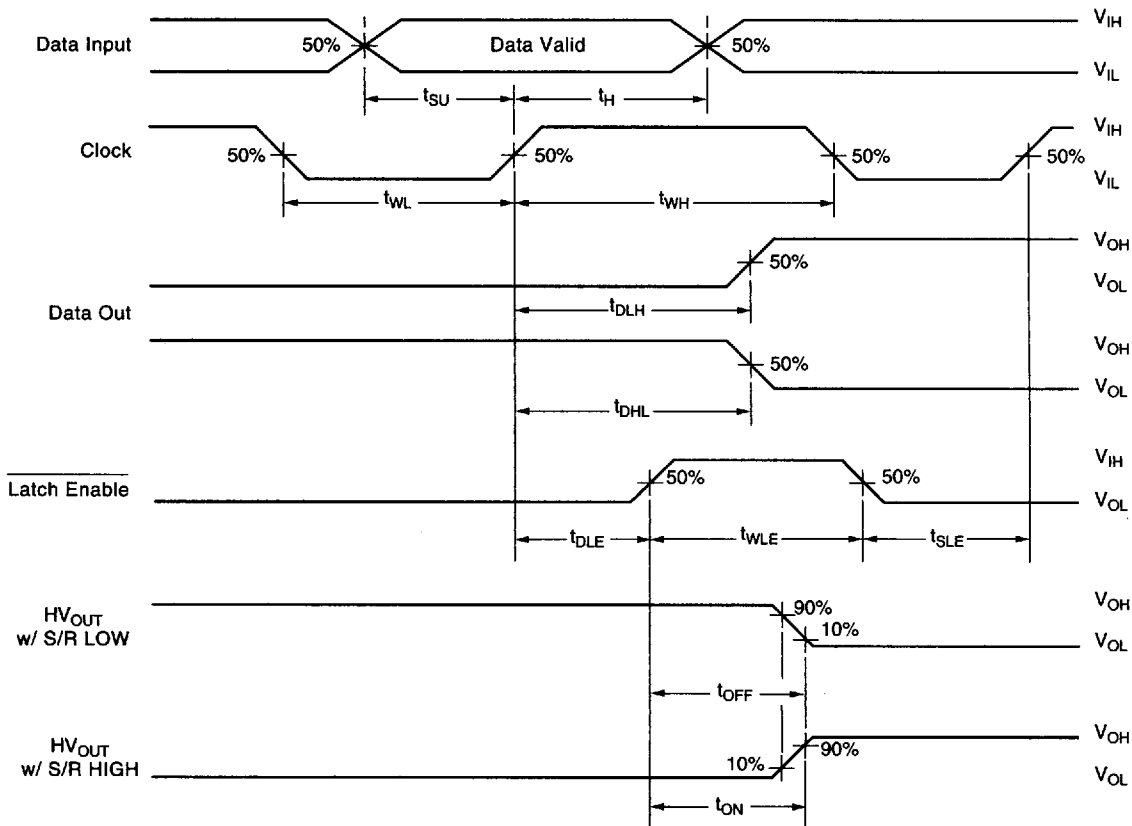 V_IH
Data Input 50% Data Valid 50%
V_IL
t_SU t_H
V_IH
Clock 50% 50% 50% 50%
V_IL
t_WL t_WH
V_OH
50%
V_OL
t_DLH
Data Out
V_OH
50%
V_OL
t_DHL
V_IH
Latch Enable 50% 50%
V_OL
t_DLE t_WLE t_SLE
HV_OUT 90% V_OH
w/ S/R LOW 10% V_OL
t_OFF
HV_OUT V_OH
90%
w/ S/R HIGH 10% V_OL
t_ON